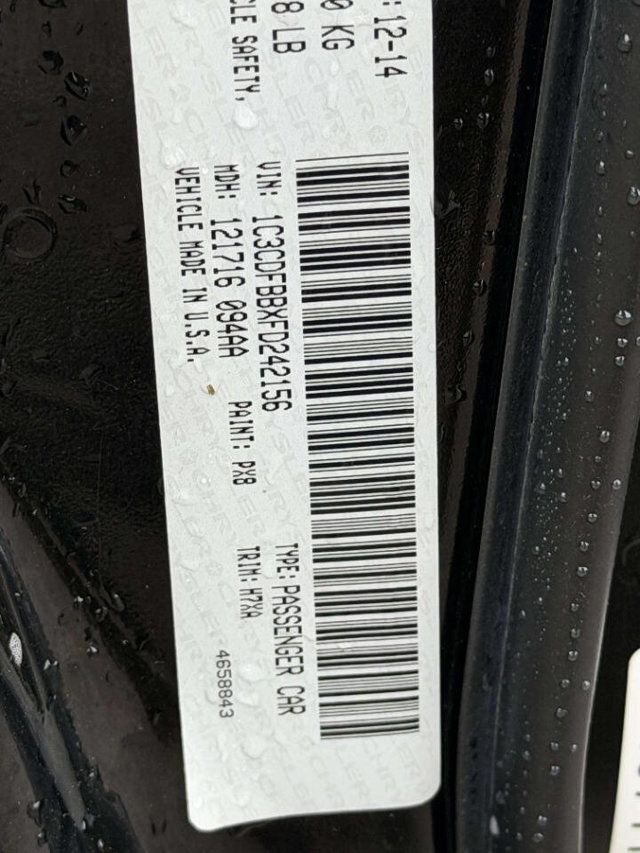 :12-14
0 KG
8 LB
CLE SAFETY,
VIN: 1C3CDFBBXFD242156 TYPE: PASSENGER CAR
MDH: 121716 094AA PAINT: PX8 TRIM: H7XA
VEHICLE MADE IN U.S.A. 4658843